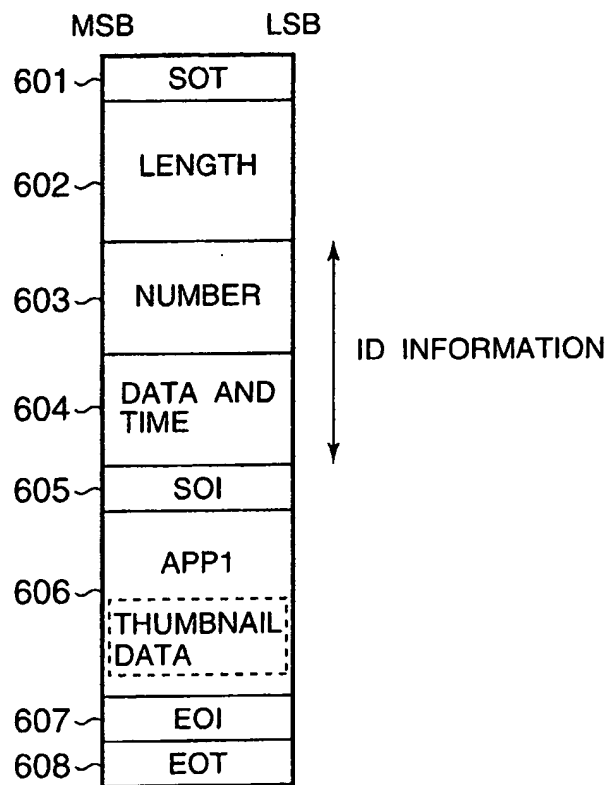 MSB LSB
601 SOT
602 LENGTH
603 NUMBER
ID INFORMATION
604 DATA AND
TIME
605 SOI
606 APP1
THUMBNAIL
DATA
607 EOI
608 EOT